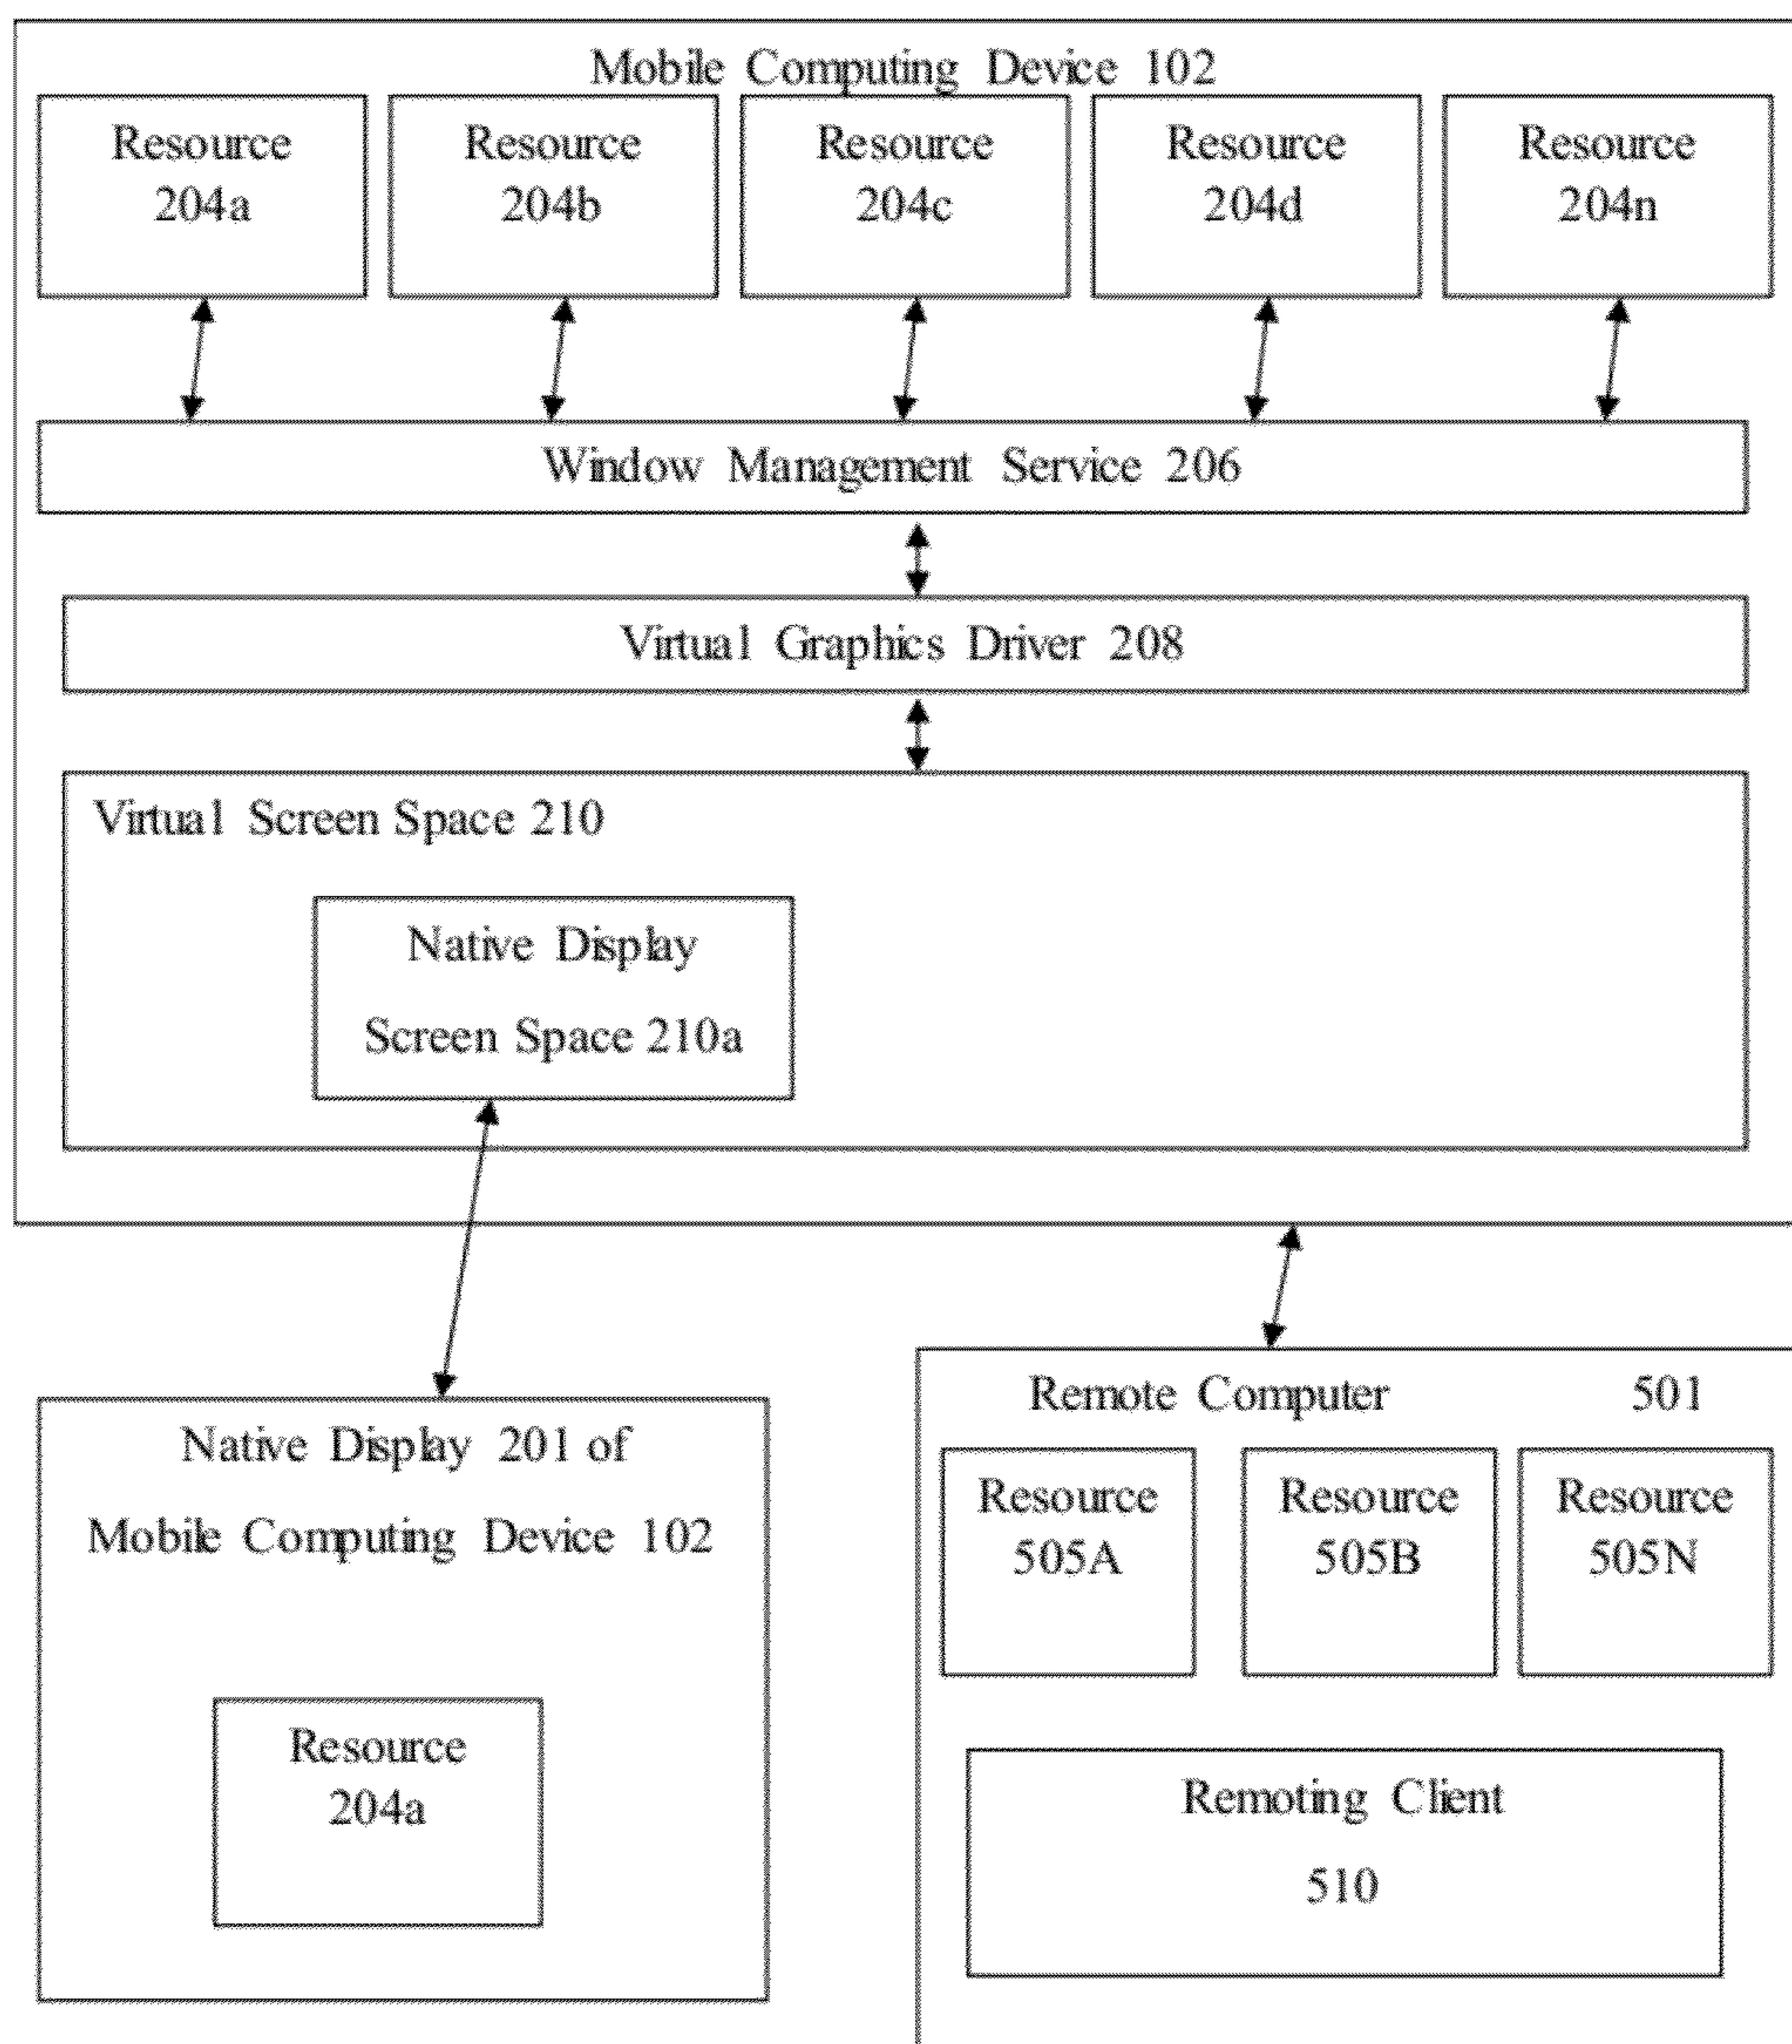 Mobile Computing Device 102
Resource
204a
Resource
204b
Resource
204c
Resource
204d
Resource
204n
Window Management Service 206
Virtual Graphics Driver 208
Virtual Screen Space 210
Native Display
Screen Space 210a
Native Display 201 of
Mobile Computing Device 102
Resource
204a
Remote Computer 501
Resource
505A
Resource
505B
Resource
505N
Remoting Client
510